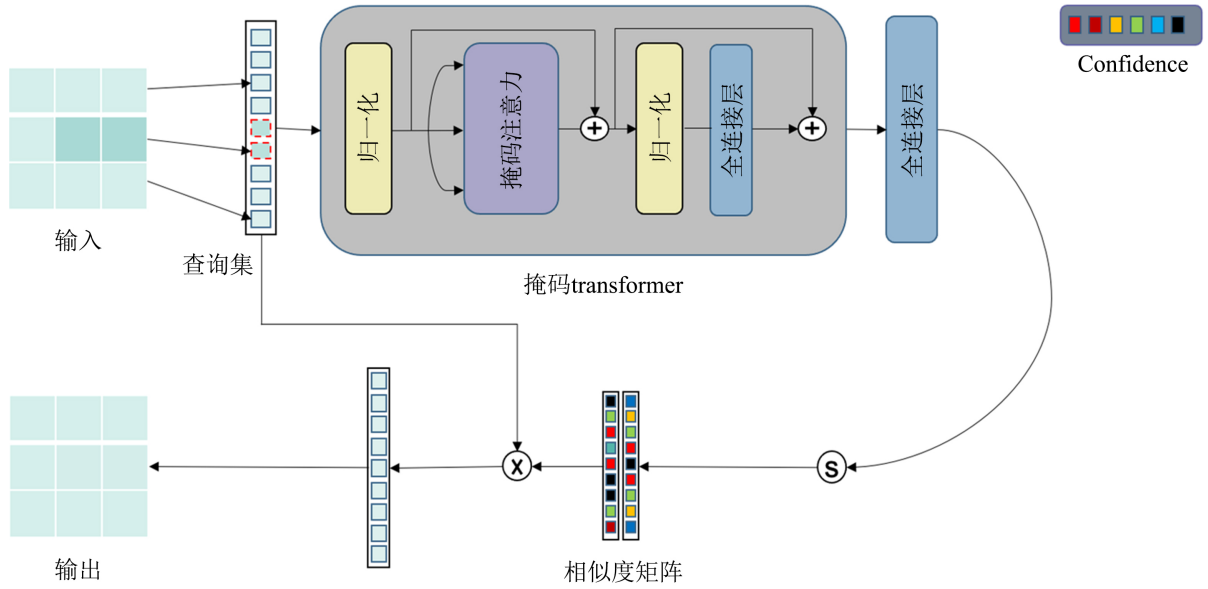 Confidence
归一化
掩码注意力
+
归一化
全连接层
+
全连接层
输入
查询集
掩码transformer
X
S
输出
相似度矩阵